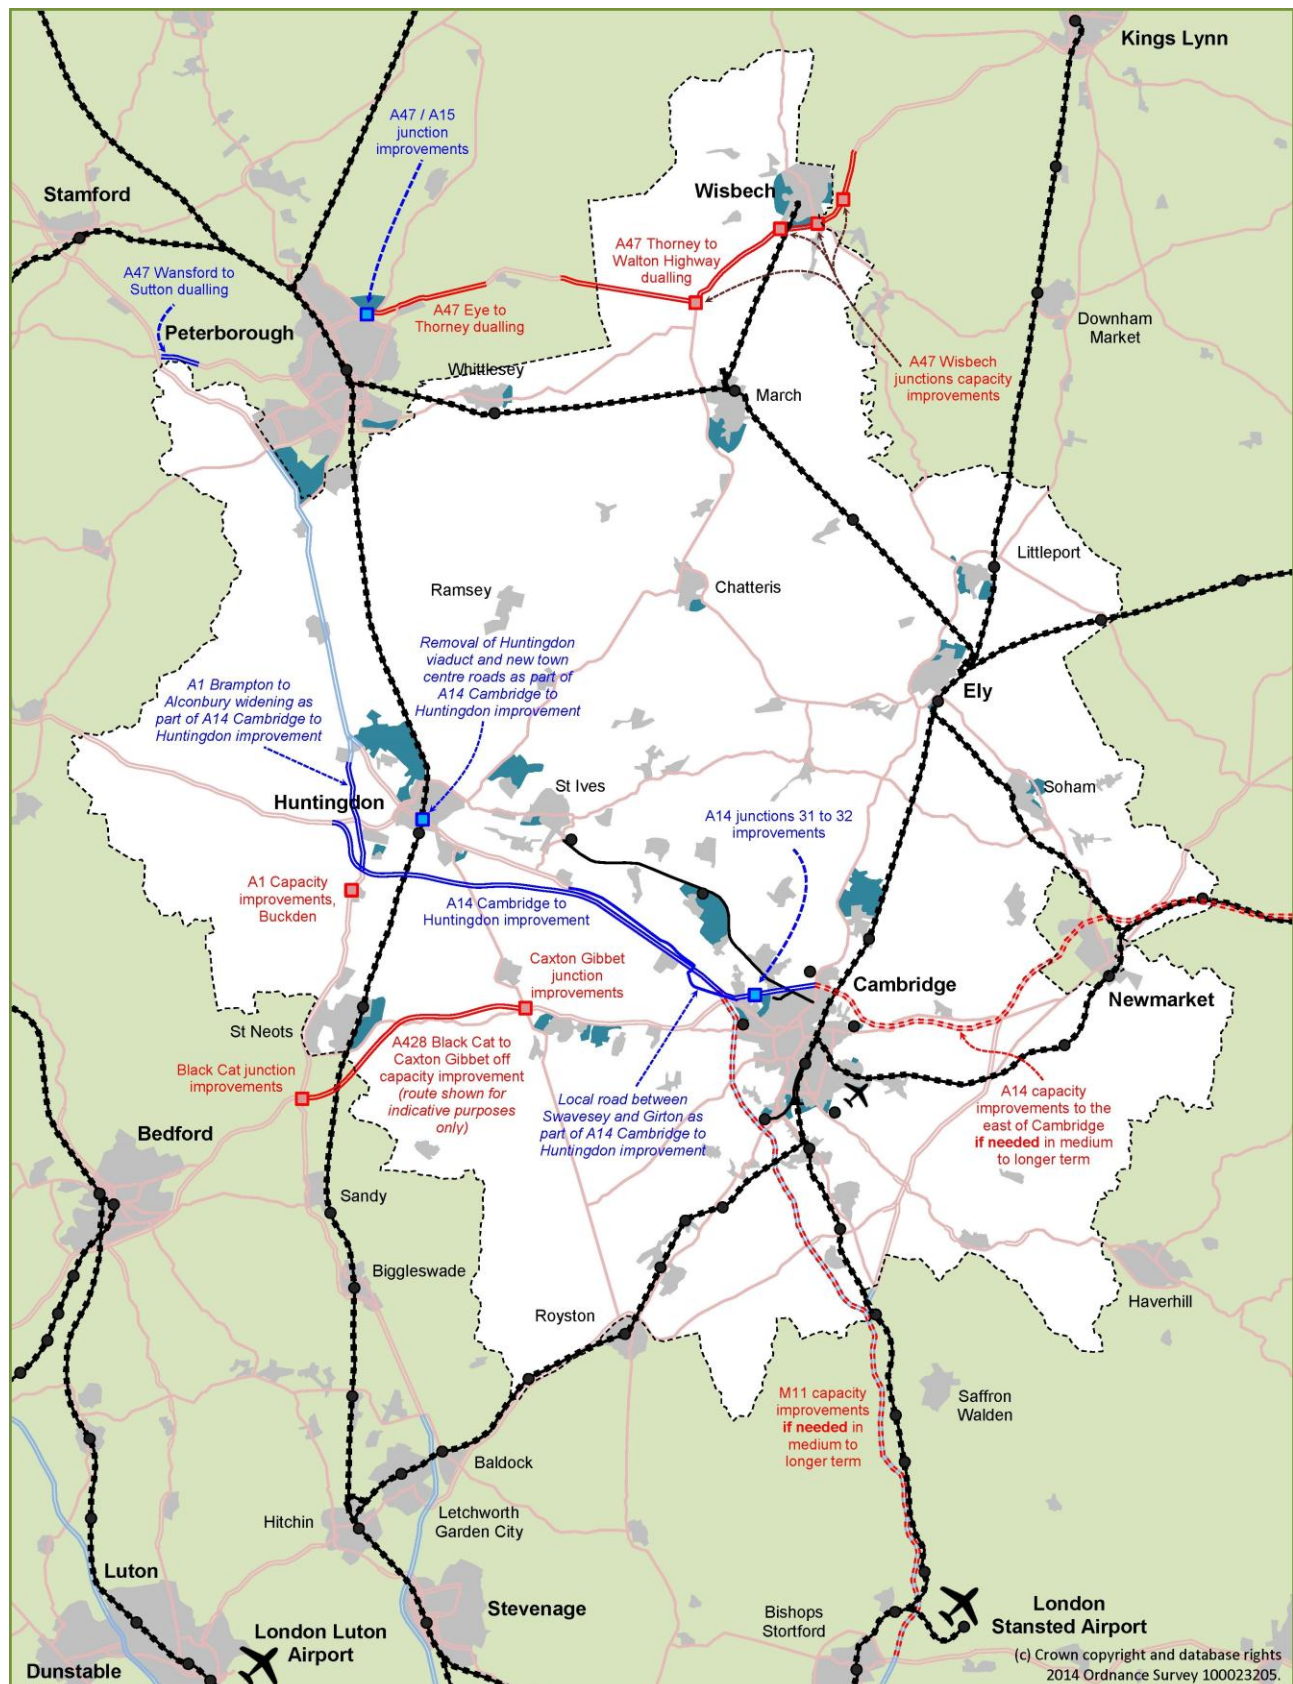 Kings Lynn
A47 / A15
junction
improvements
Stamford
Wisbech
A47 Wansford to
Sutton dualling
A47 Thorney to
Walton Highway
dualling
A47 Eye to
Thorney dualling
Peterborough
Downham
Market
Whittlesey
A47 Wisbech
junctions capacity
improvements
March
Littleport
Ramsey
Chatteris
Removal of Huntingdon
viaduct and new town
centre roads as part of
A14 Cambridge to
Huntingdon improvement
A1 Brampton to
Alconbury widening as
part of A14 Cambridge to
Huntingdon improvement
Ely
Huntingdon
St Ives
Soham
A14 junctions 31 to 32
improvements
A1 Capacity
improvements,
Buckden
A14 Cambridge to
Huntingdon improvement
Caxton Gibbet
junction
improvements
Cambridge
Newmarket
St Neots
Black Cat junction
improvements
A428 Black Cat to
Caxton Gibbet off
capacity improvement
(route shown for
indicative purposes
only)
Local road between
Swavesey and Girton as
part of A14 Cambridge to
Huntingdon improvement
A14 capacity
improvements to the
east of Cambridge
if needed in medium
to longer term
Bedford
Sandy
Biggleswade
Royston
Haverhill
M11 capacity
improvements
if needed in
medium to
longer term
Saffron
Walden
Baldock
Letchworth
Garden City
Hitchin
Luton
Stevenage
London Luton
Airport
Bishops
Stortford
London
Stansted Airport
Dunstable
(c) Crown copyright and database rights
2014 Ordnance Survey 100023205.